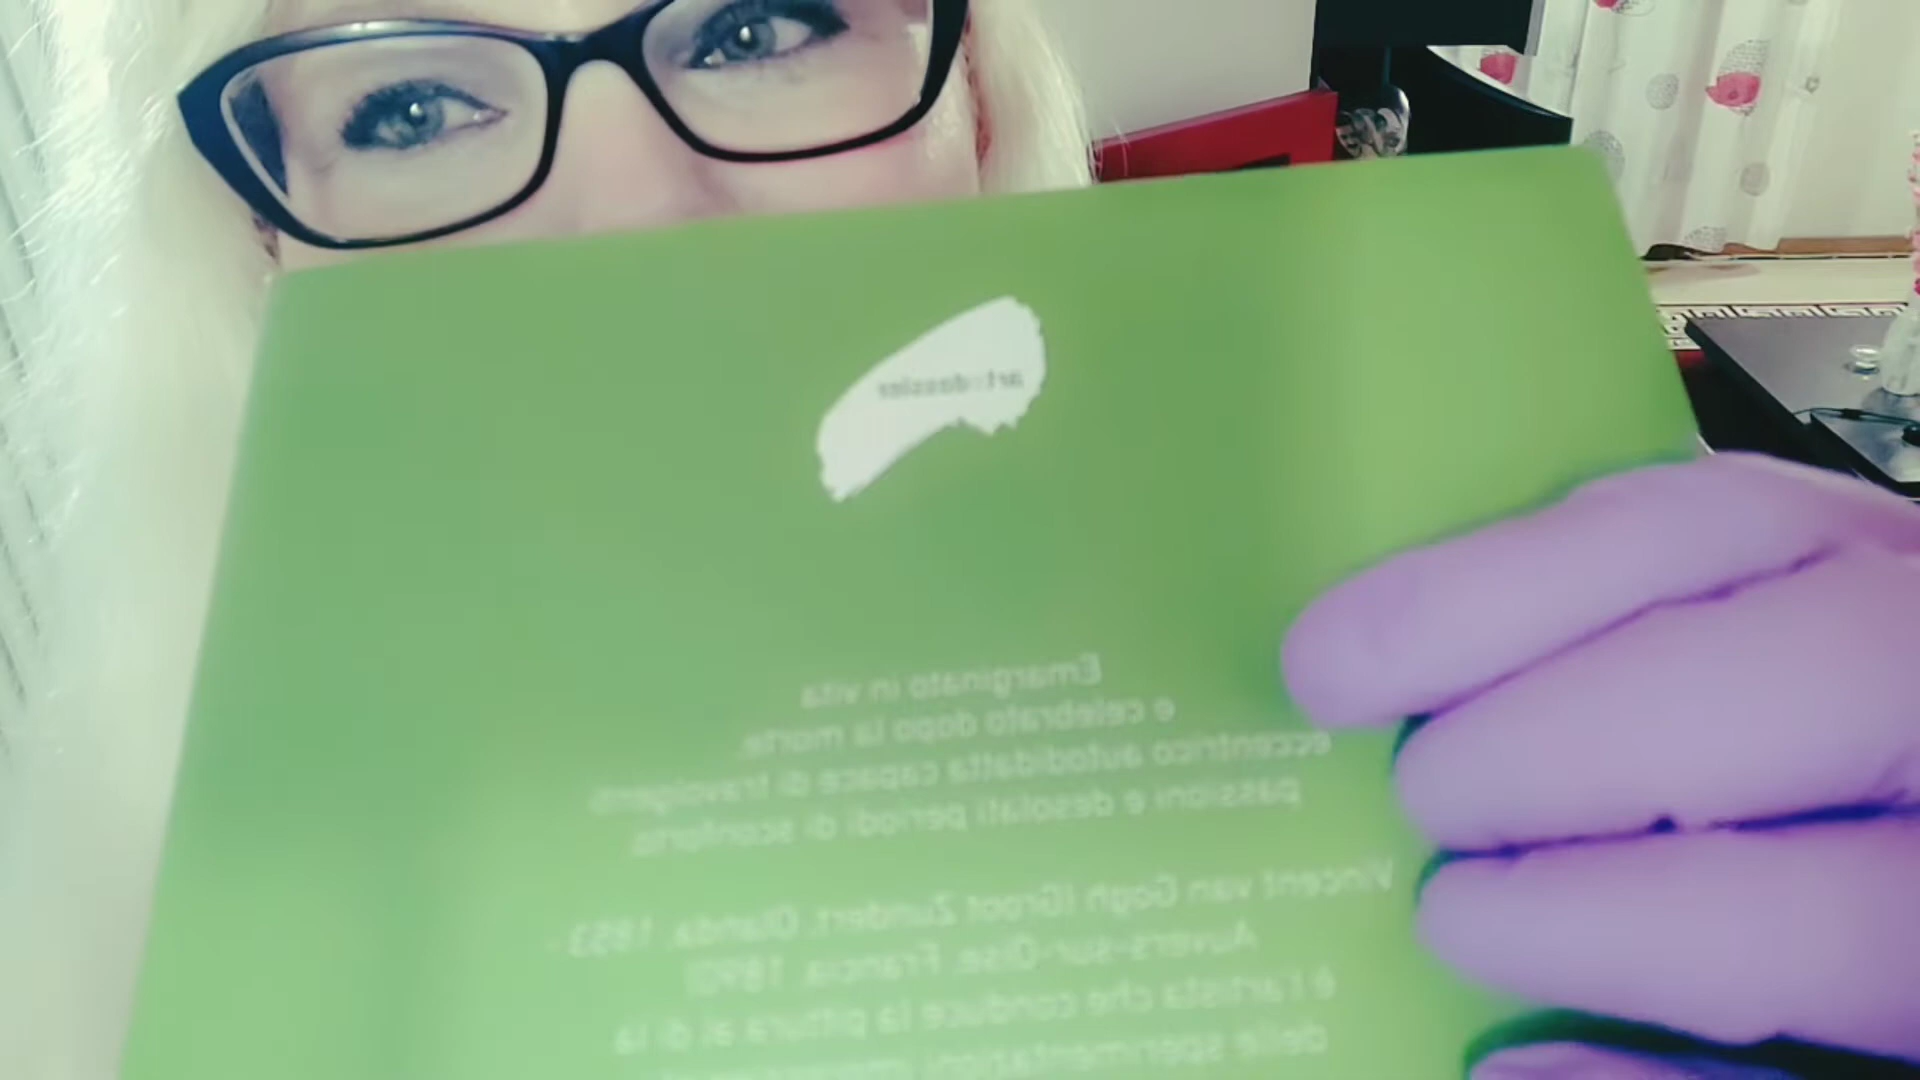 art e dossier
Emarginato in vita
e celebrato dopo la morte,
eccentrico autodidatta capace di travolgenti
passioni e desolati periodi di sconforto.
Vincent van Gogh (Groot Zundert, Olanda, 1853 -
Auvers-sur-Oise, Francia, 1890)
è l'artista che conduce la pittura al di là
delle sperimentazioni